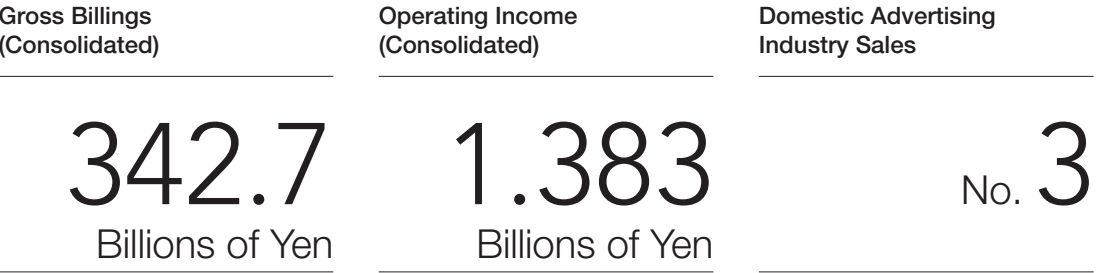 Gross Billings
(Consolidated)
342.7
Billions of Yen
Operating Income
(Consolidated)
1.383
Billions of Yen
Domestic Advertising
Industry Sales
No. 3